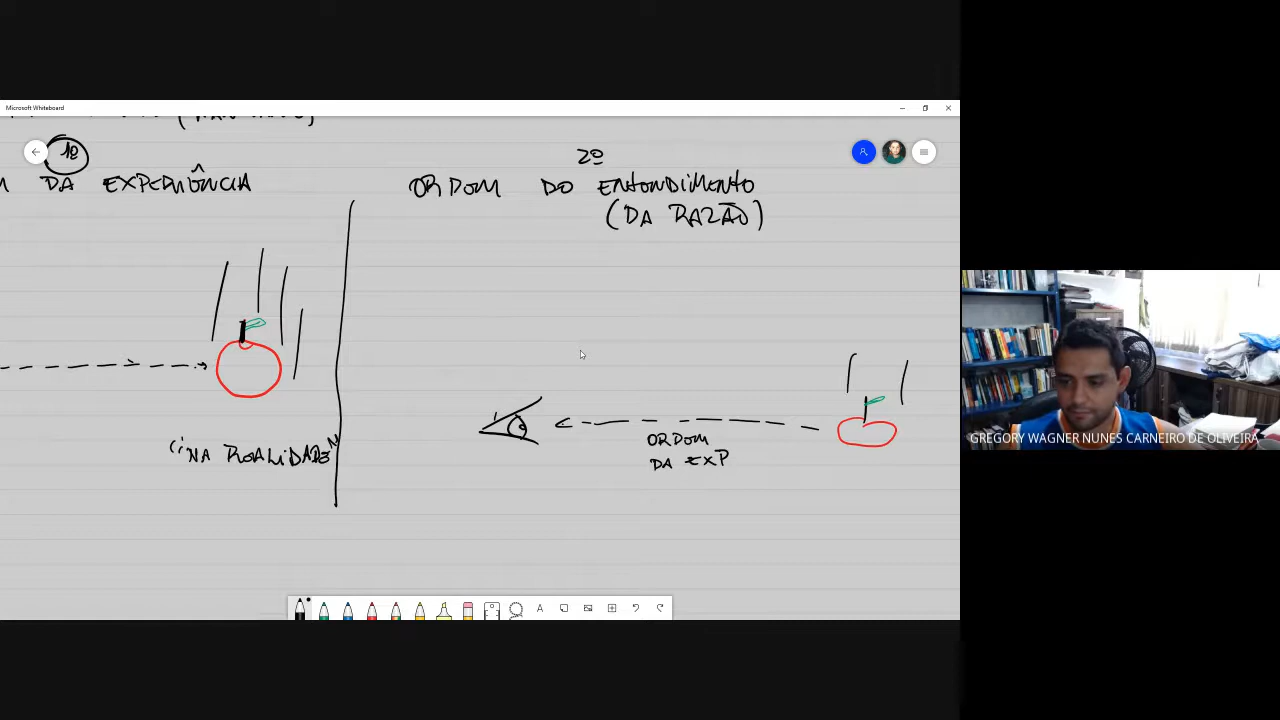 Microsoft Whiteboard
1º
2º
DA EXPERIÊNCIA
ORDEM DO ENTENDIMENTO
(DA RAZÃO)
"NA REALIDADE"
ORDEM
DA EXP
GREGORY WAGNER NUNES CARNEIRO DE OLIVEIRA
A